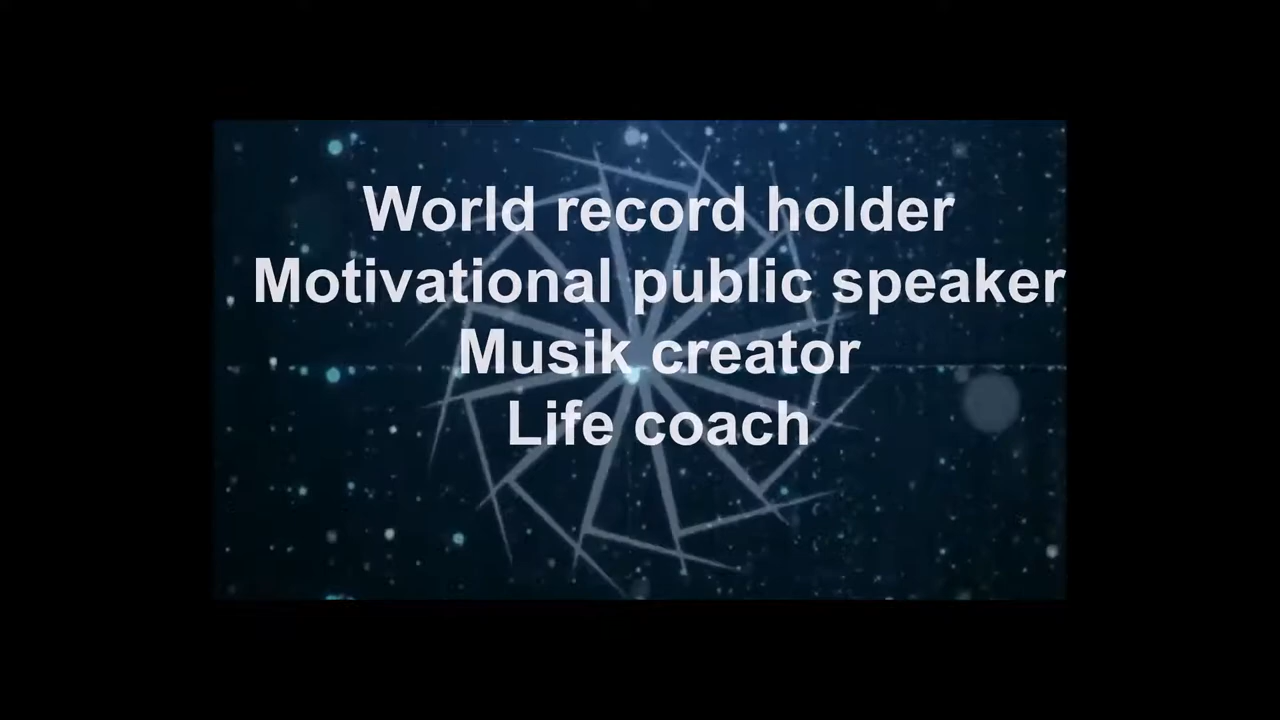 World record holder
Motivational public speaker
Musik creator
Life coach